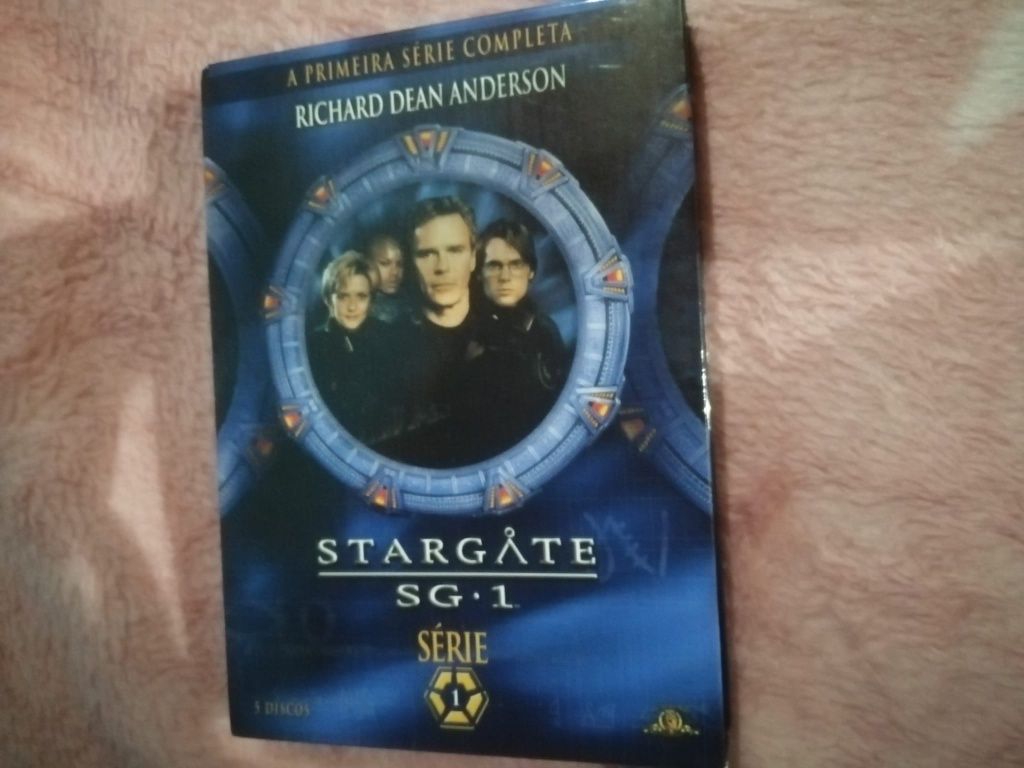 A PRIMEIRA SÉRIE COMPLETA
RICHARD DEAN ANDERSON
STARGATE
SG·1
SÉRIE
1
5 DISCOS